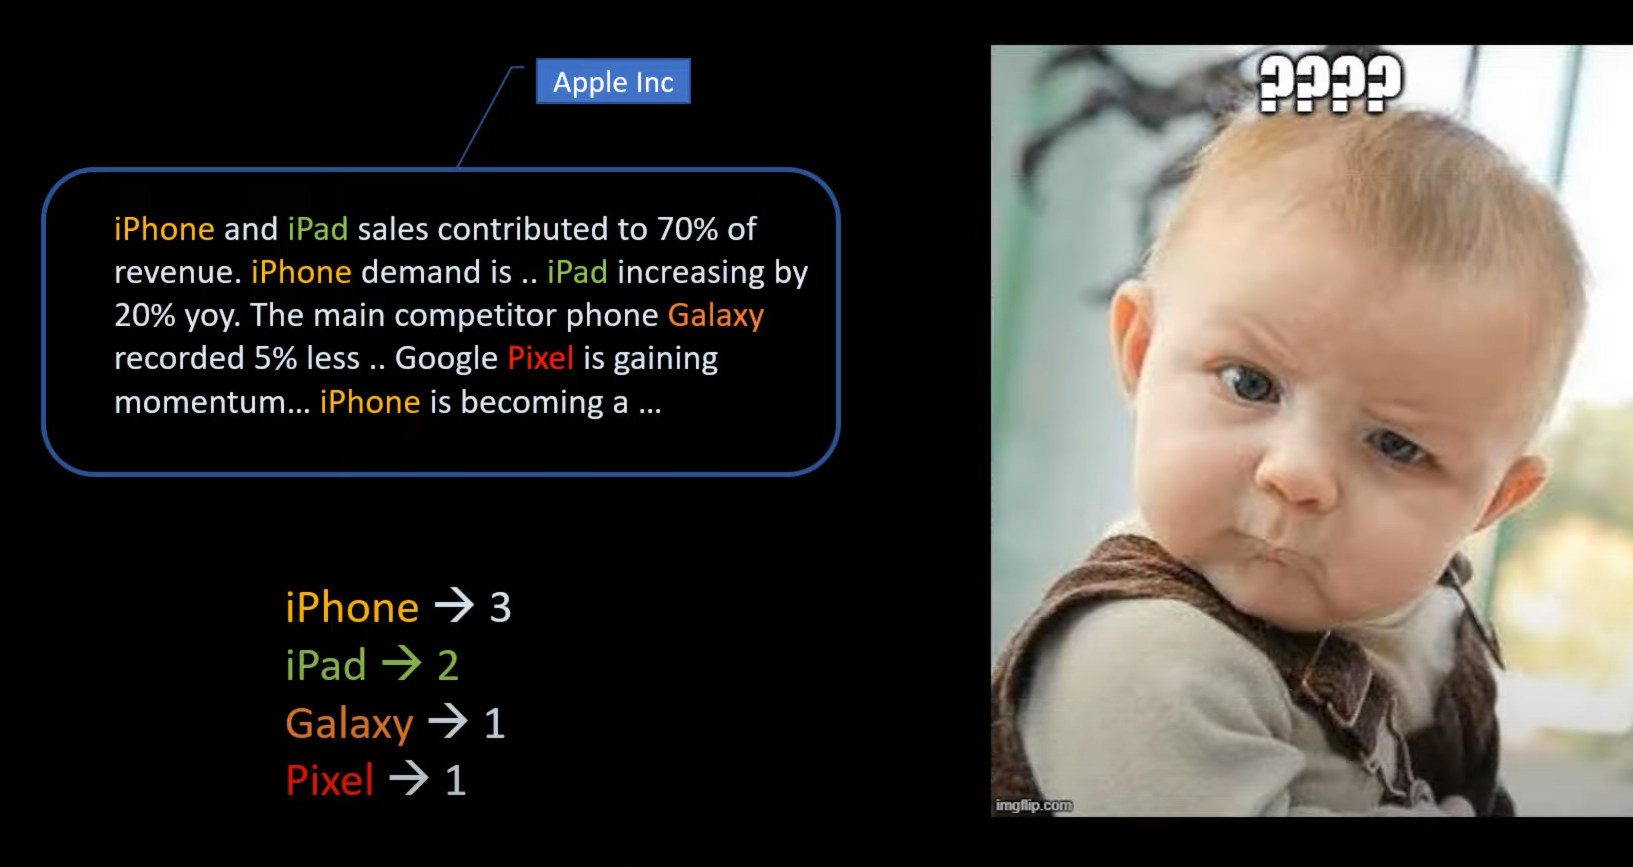 Apple Inc
iPhone and iPad sales contributed to 70% of
revenue. iPhone demand is .. iPad increasing by
20% yoy. The main competitor phone Galaxy
recorded 5% less .. Google Pixel is gaining
momentum... iPhone is becoming a ...
iPhone → 3
iPad → 2
Galaxy → 1
Pixel → 1
????
imgflip.com